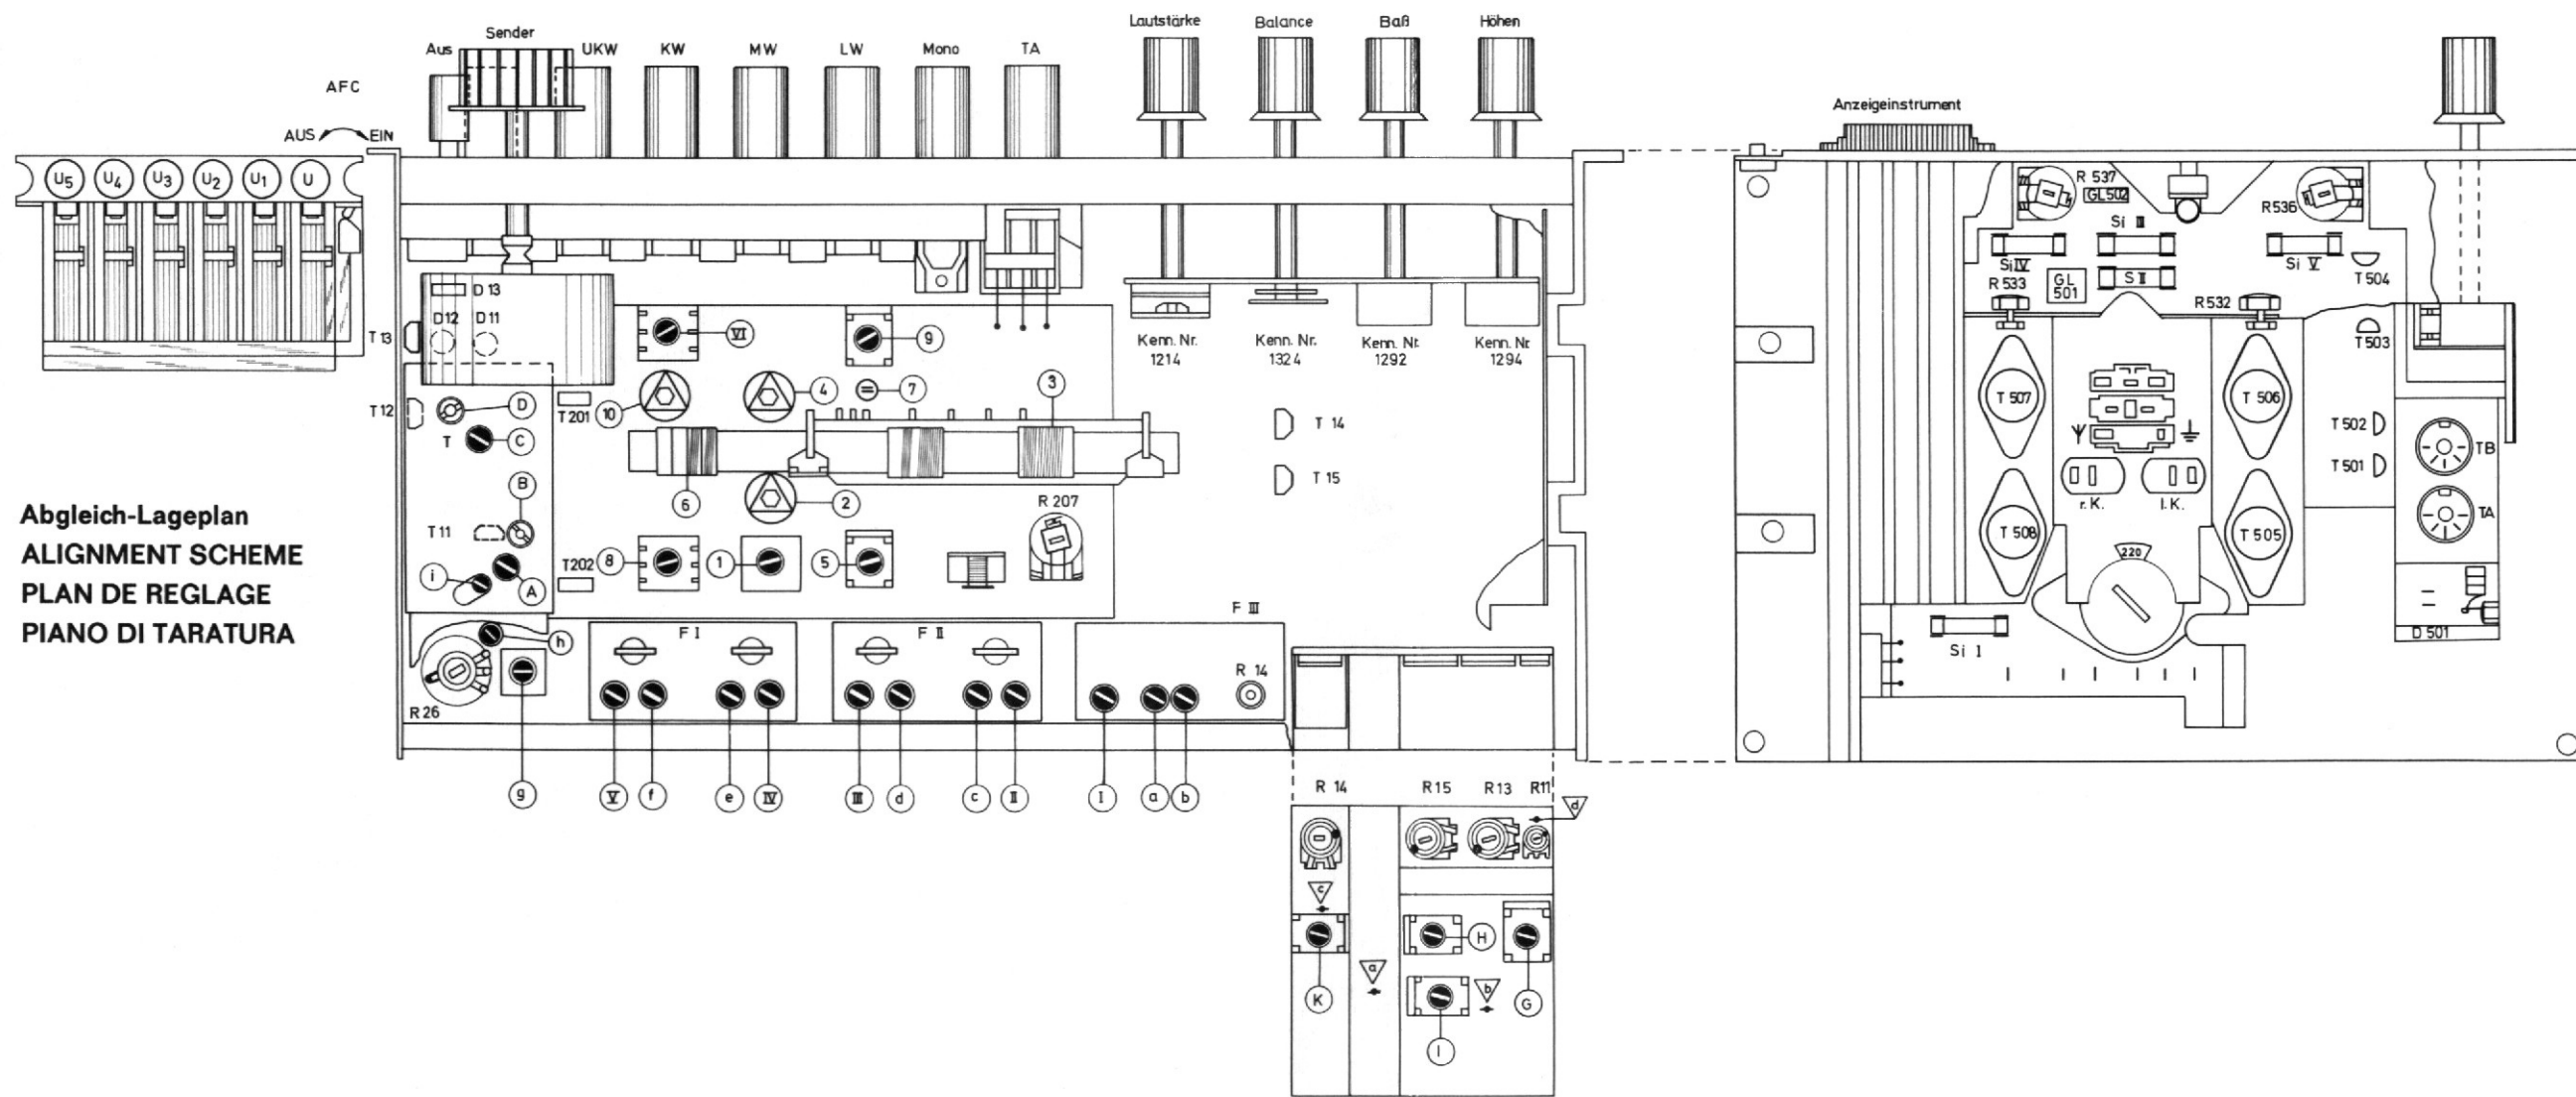 Lautstärke Balance Baß Höhen
Sender
Aus UKW KW MW LW Mono TA
AFC
AUS EIN
Anzeigeinstrument
U5 U4 U3 U2 U1 U
R 537
GL502
R536
Si III
Si IV
S II
Si V
T 504
GL
501
R 533
R 532
D 13
D12 D11
T 13
VI
9
Kenn. Nr.
1214
Kenn. Nr.
1324
Kenn. Nr.
1292
Kenn. Nr.
1294
T503
T 12
D
T
C
T 201
10
4
7
3
T 14
T 15
T 507
T 506
T 502
T 501
TB
TA
B
6
2
R 207
r.K.
l.K.
Abgleich-Lageplan
ALIGNMENT SCHEME
PLAN DE REGLAGE
PIANO DI TARATURA
T 11
i
A
T202
8
1
5
T 508
T 505
220
F III
F I
F II
h
R 26
R 14
Si I
D 501
g
V
f
e
IV
III
d
c
II
I
a
b
R 14 R15 R13 R11
d
c
H
K
a
b
G
I